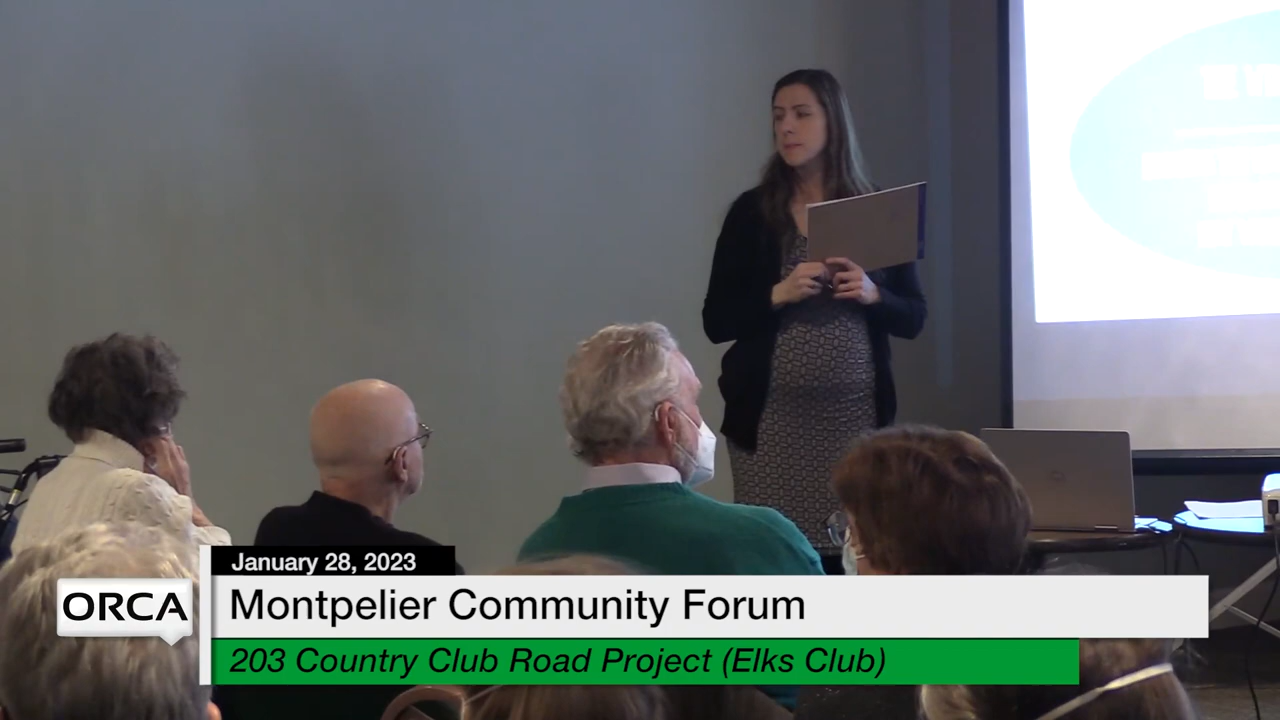 January 28, 2023
ORCA
Montpelier Community Forum
203 Country Club Road Project (Elks Club)